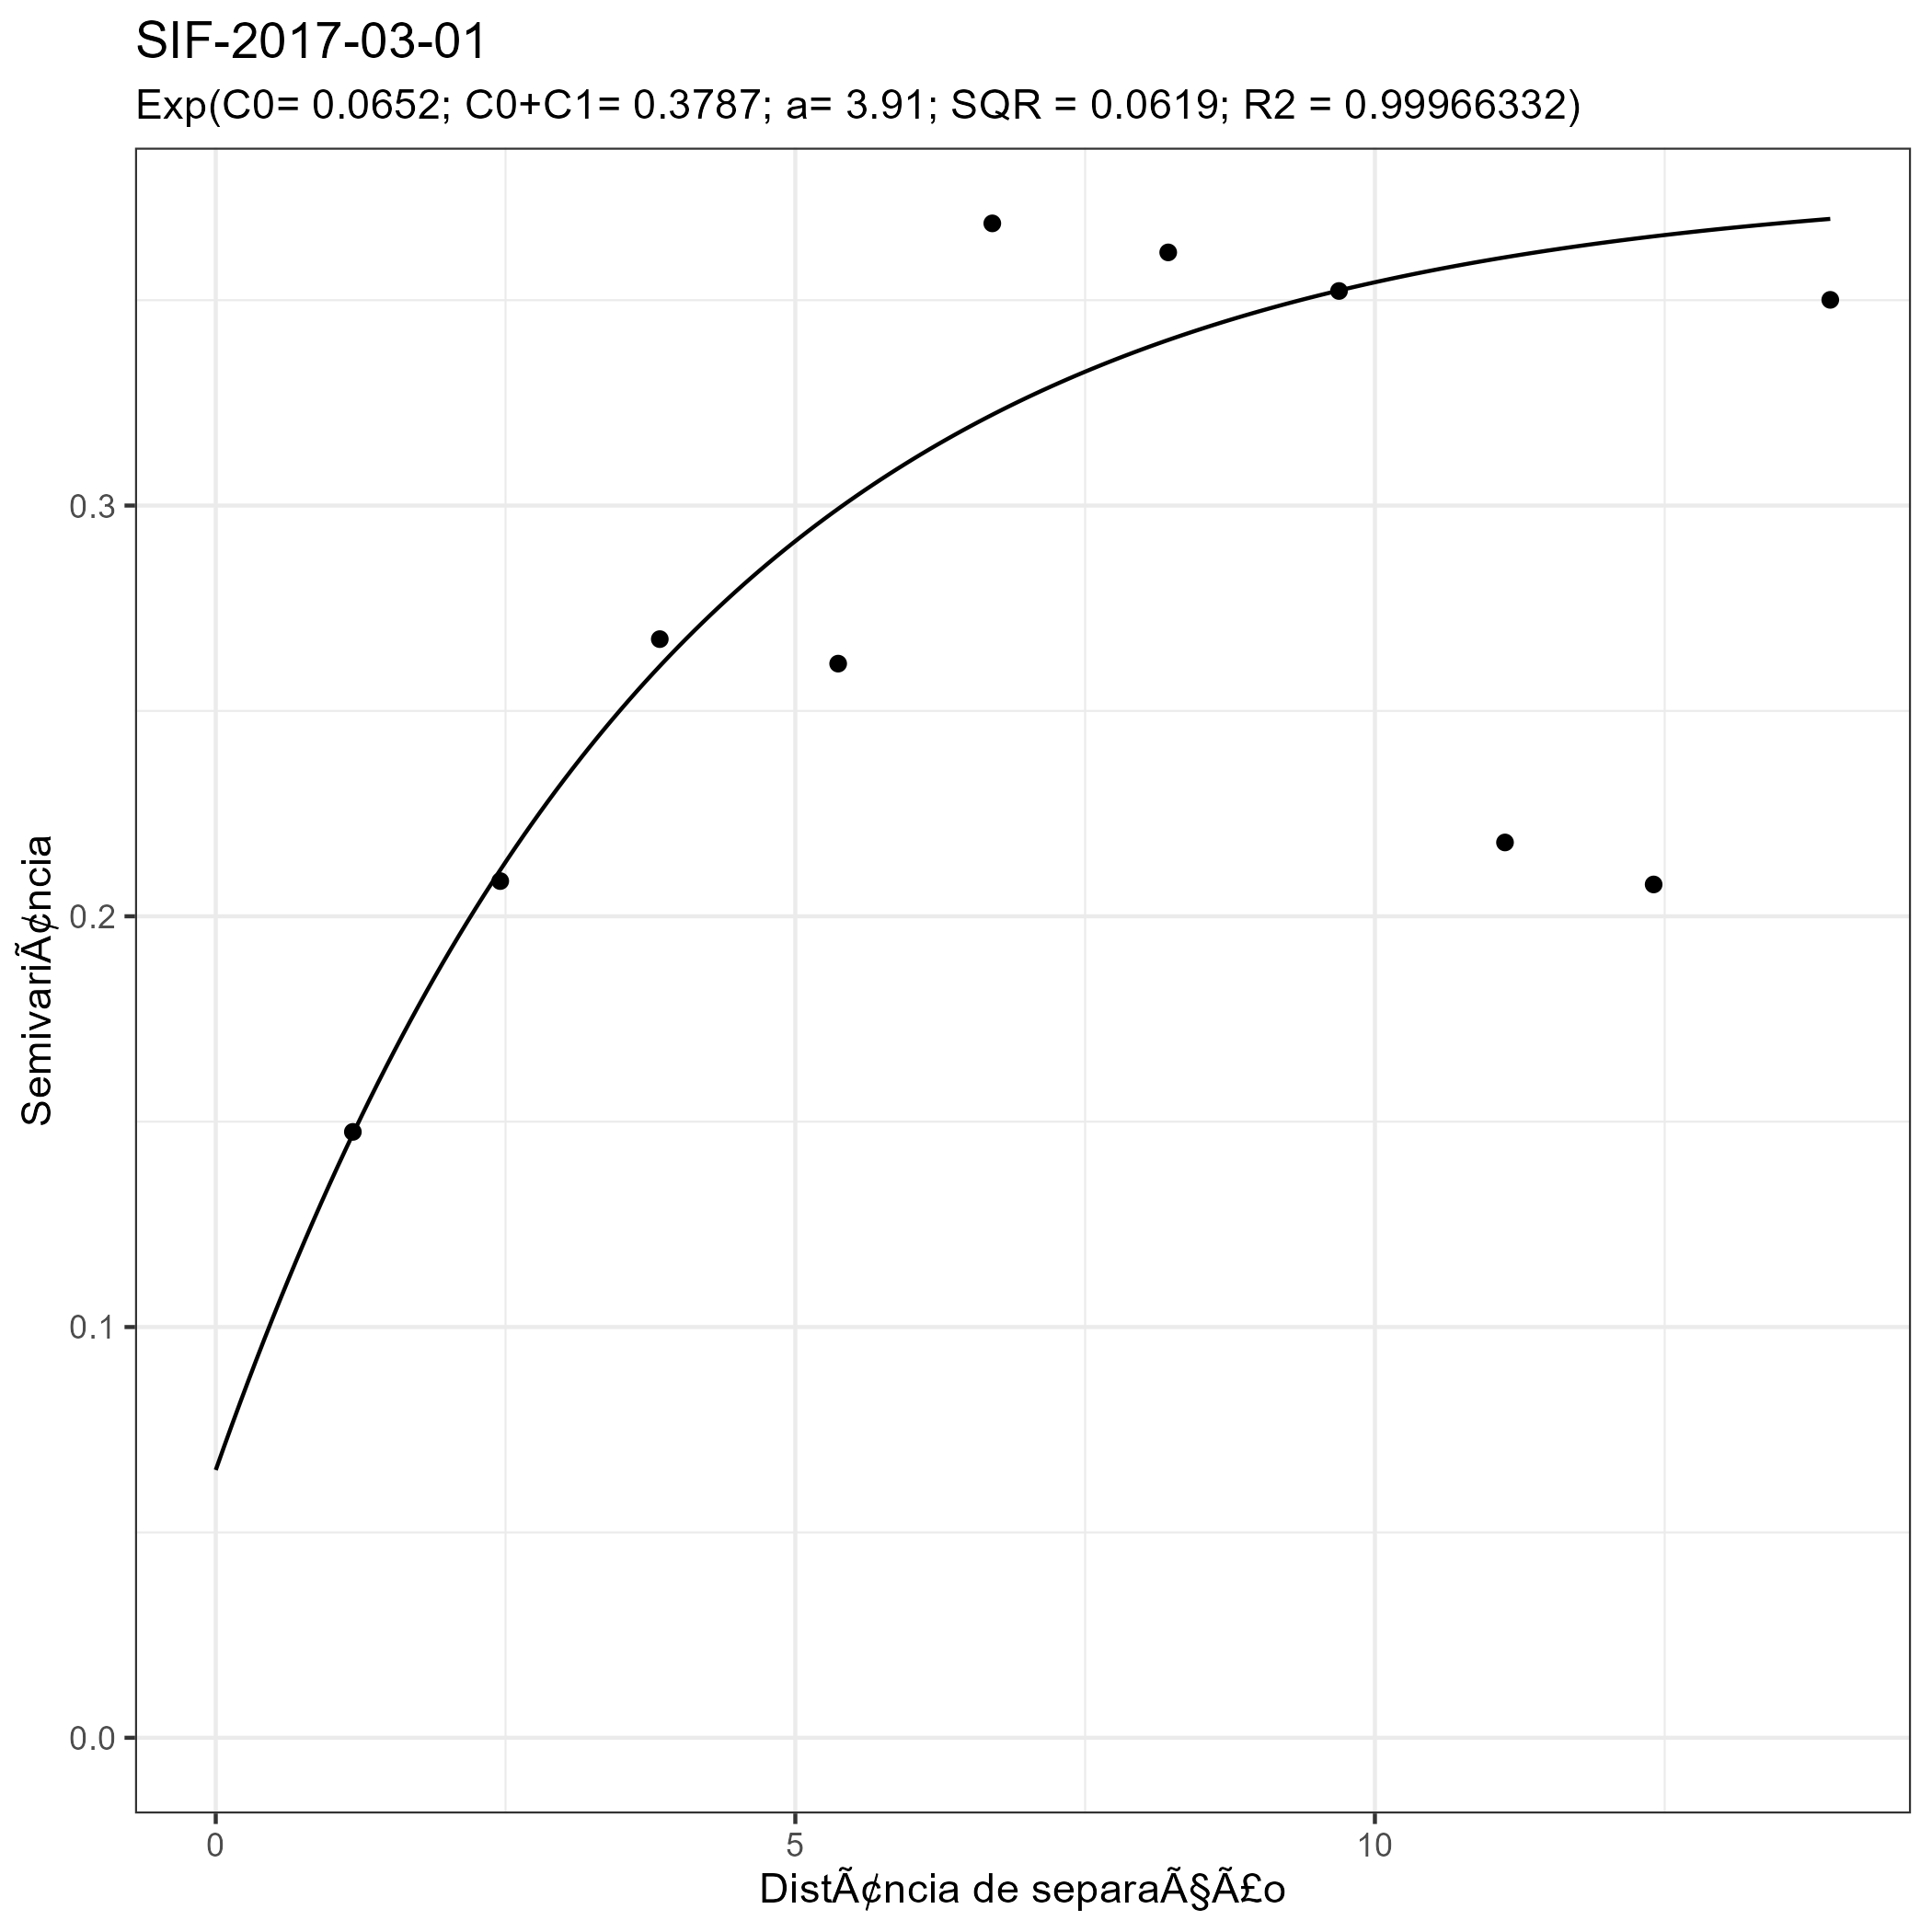 SIF-2017-03-01
Exp(C0= 0.0652; C0+C1= 0.3787; a= 3.91; SQR = 0.0619; R2 = 0.99966332)
SemivariÃ¢ncia
0.3
0.2
0.1
0.0
0
5
10
DistÃ¢ncia de separaÃ§Ã£o